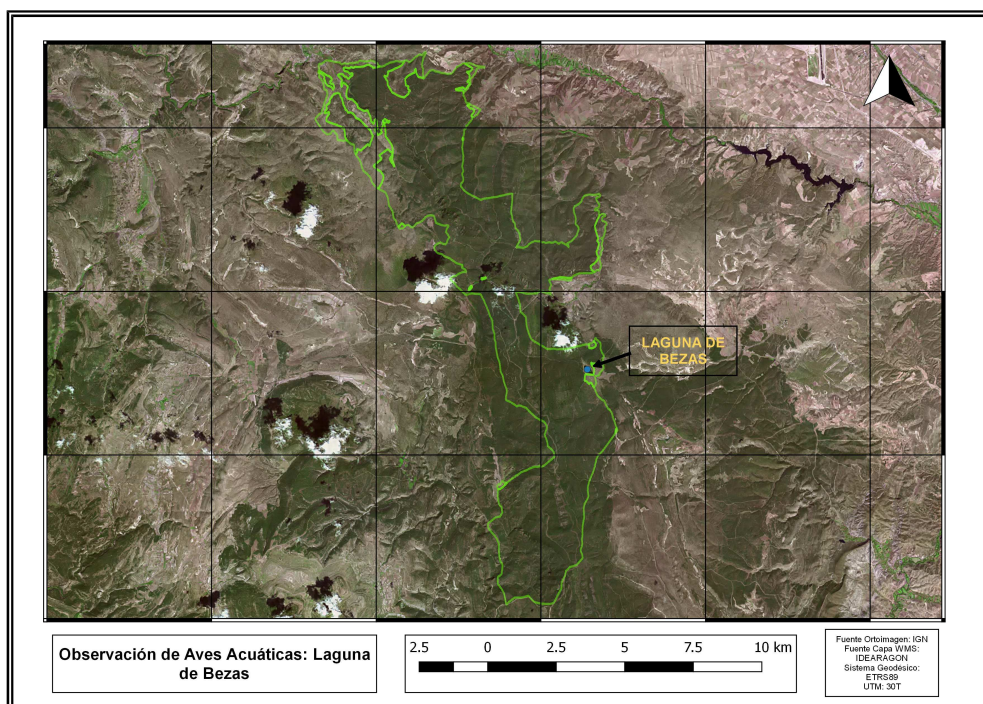 LAGUNA DE
BEZAS
Observación de Aves Acuáticas: Laguna
de Bezas
2.5 0 2.5 5 7.5 10 km
Fuente Ortoimagen: IGN
Fuente Capa WMS:
IDEARAGON
Sistema Geodésico:
ETRS89
UTM: 30T